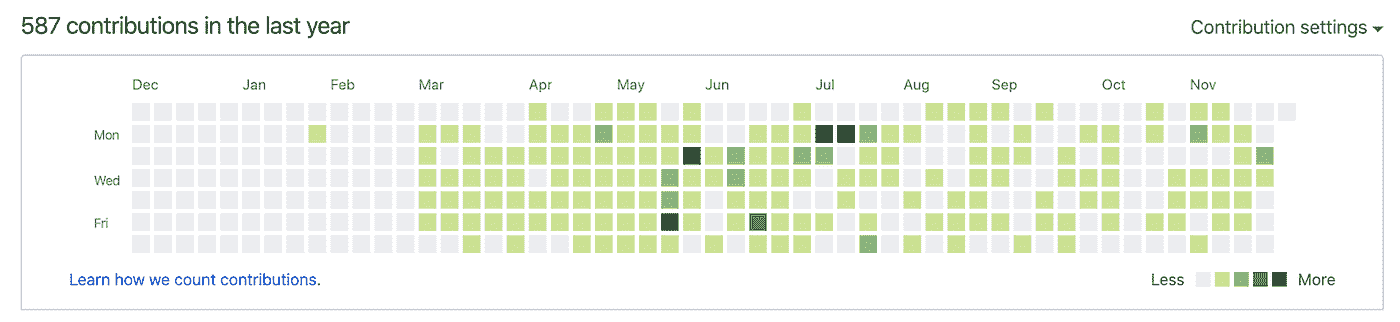 587 contributions in the last year
Contribution settings
Dec Jan Feb Mar Apr May Jun Jul Aug Sep Oct Nov
Mon
Wed
Fri
Learn how we count contributions.
Less More